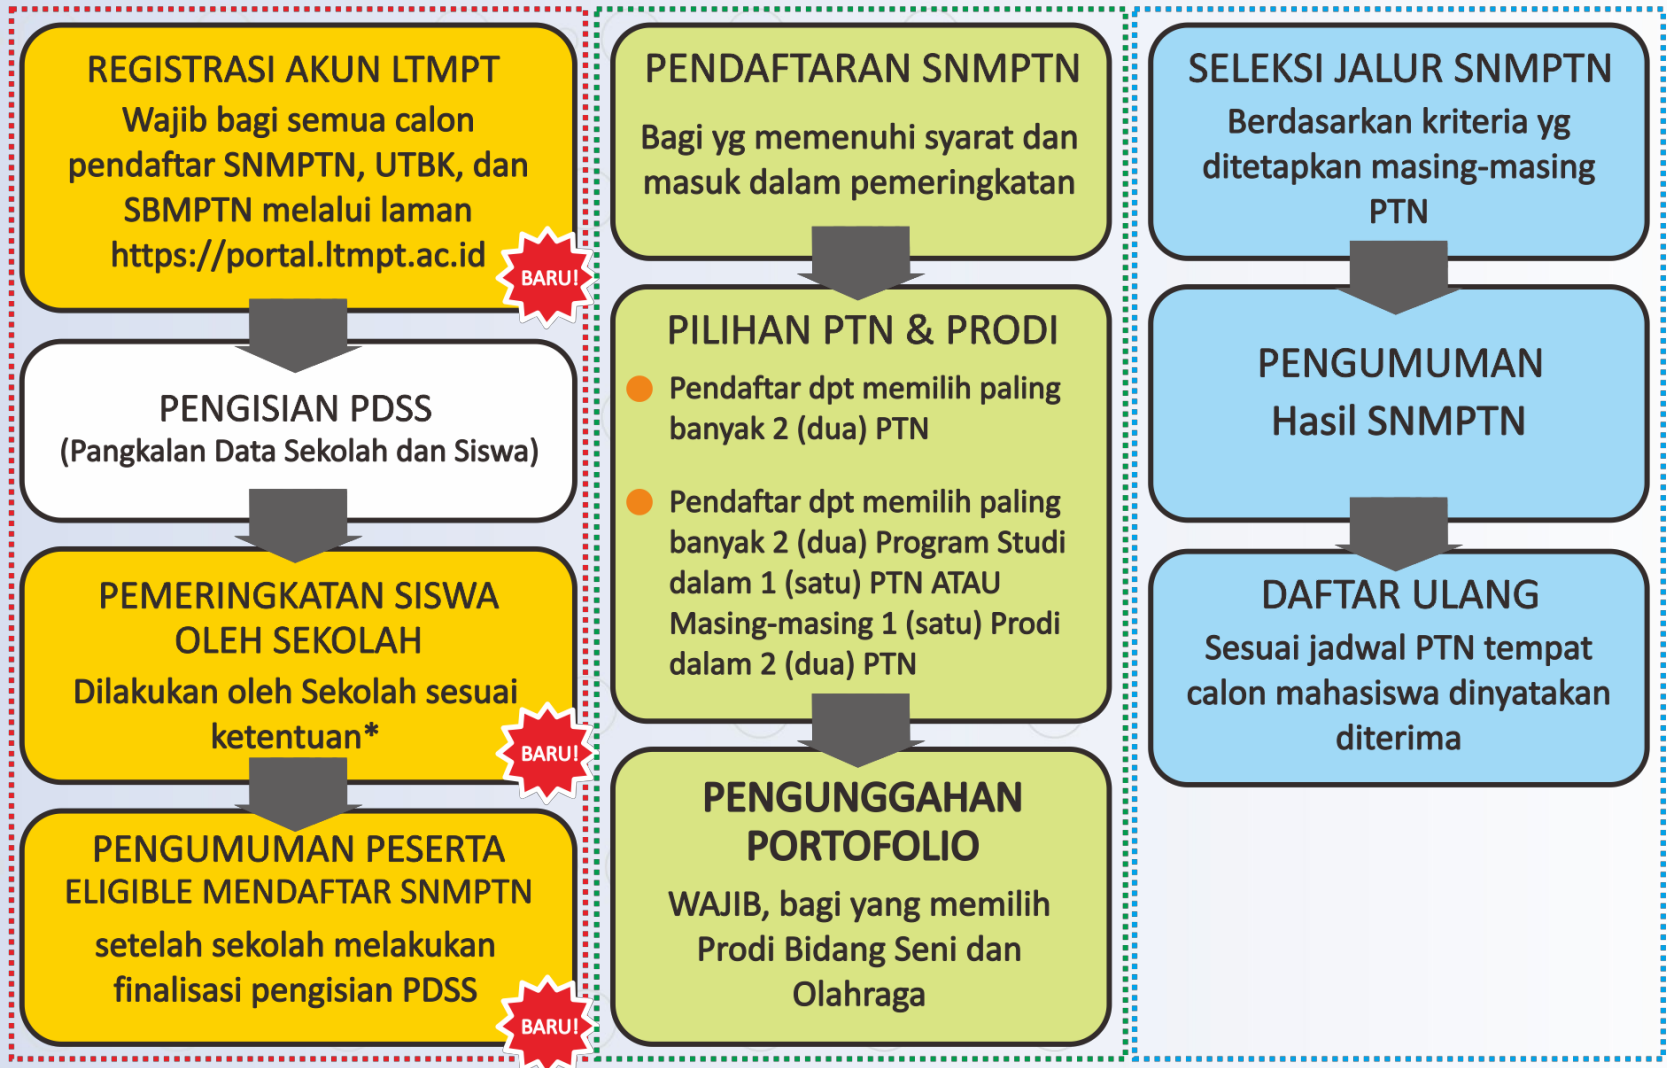 REGISTRASI AKUN LTMPT
Wajib bagi semua calon
pendaftar SNMPTN, UTBK, dan
SBMPTN melalui laman
https://portal.ltmpt.ac.id
BARU!
PENGISIAN PDSS
(Pangkalan Data Sekolah dan Siswa)
PEMERINGKATAN SISWA
OLEH SEKOLAH
Dilakukan oleh Sekolah sesuai
ketentuan*
BARU!
PENGUMUMAN PESERTA
ELIGIBLE MENDAFTAR SNMPTN
setelah sekolah melakukan
finalisasi pengisian PDSS
BARU!
PENDAFTARAN SNMPTN
Bagi yg memenuhi syarat dan
masuk dalam pemeringkatan
PILIHAN PTN & PRODI
Pendaftar dpt memilih paling
banyak 2 (dua) PTN
Pendaftar dpt memilih paling
banyak 2 (dua) Program Studi
dalam 1 (satu) PTN ATAU
Masing-masing 1 (satu) Prodi
dalam 2 (dua) PTN
PENGUNGGAHAN
PORTOFOLIO
WAJIB, bagi yang memilih
Prodi Bidang Seni dan
Olahraga
SELEKSI JALUR SNMPTN
Berdasarkan kriteria yg
ditetapkan masing-masing
PTN
PENGUMUMAN
Hasil SNMPTN
DAFTAR ULANG
Sesuai jadwal PTN tempat
calon mahasiswa dinyatakan
diterima